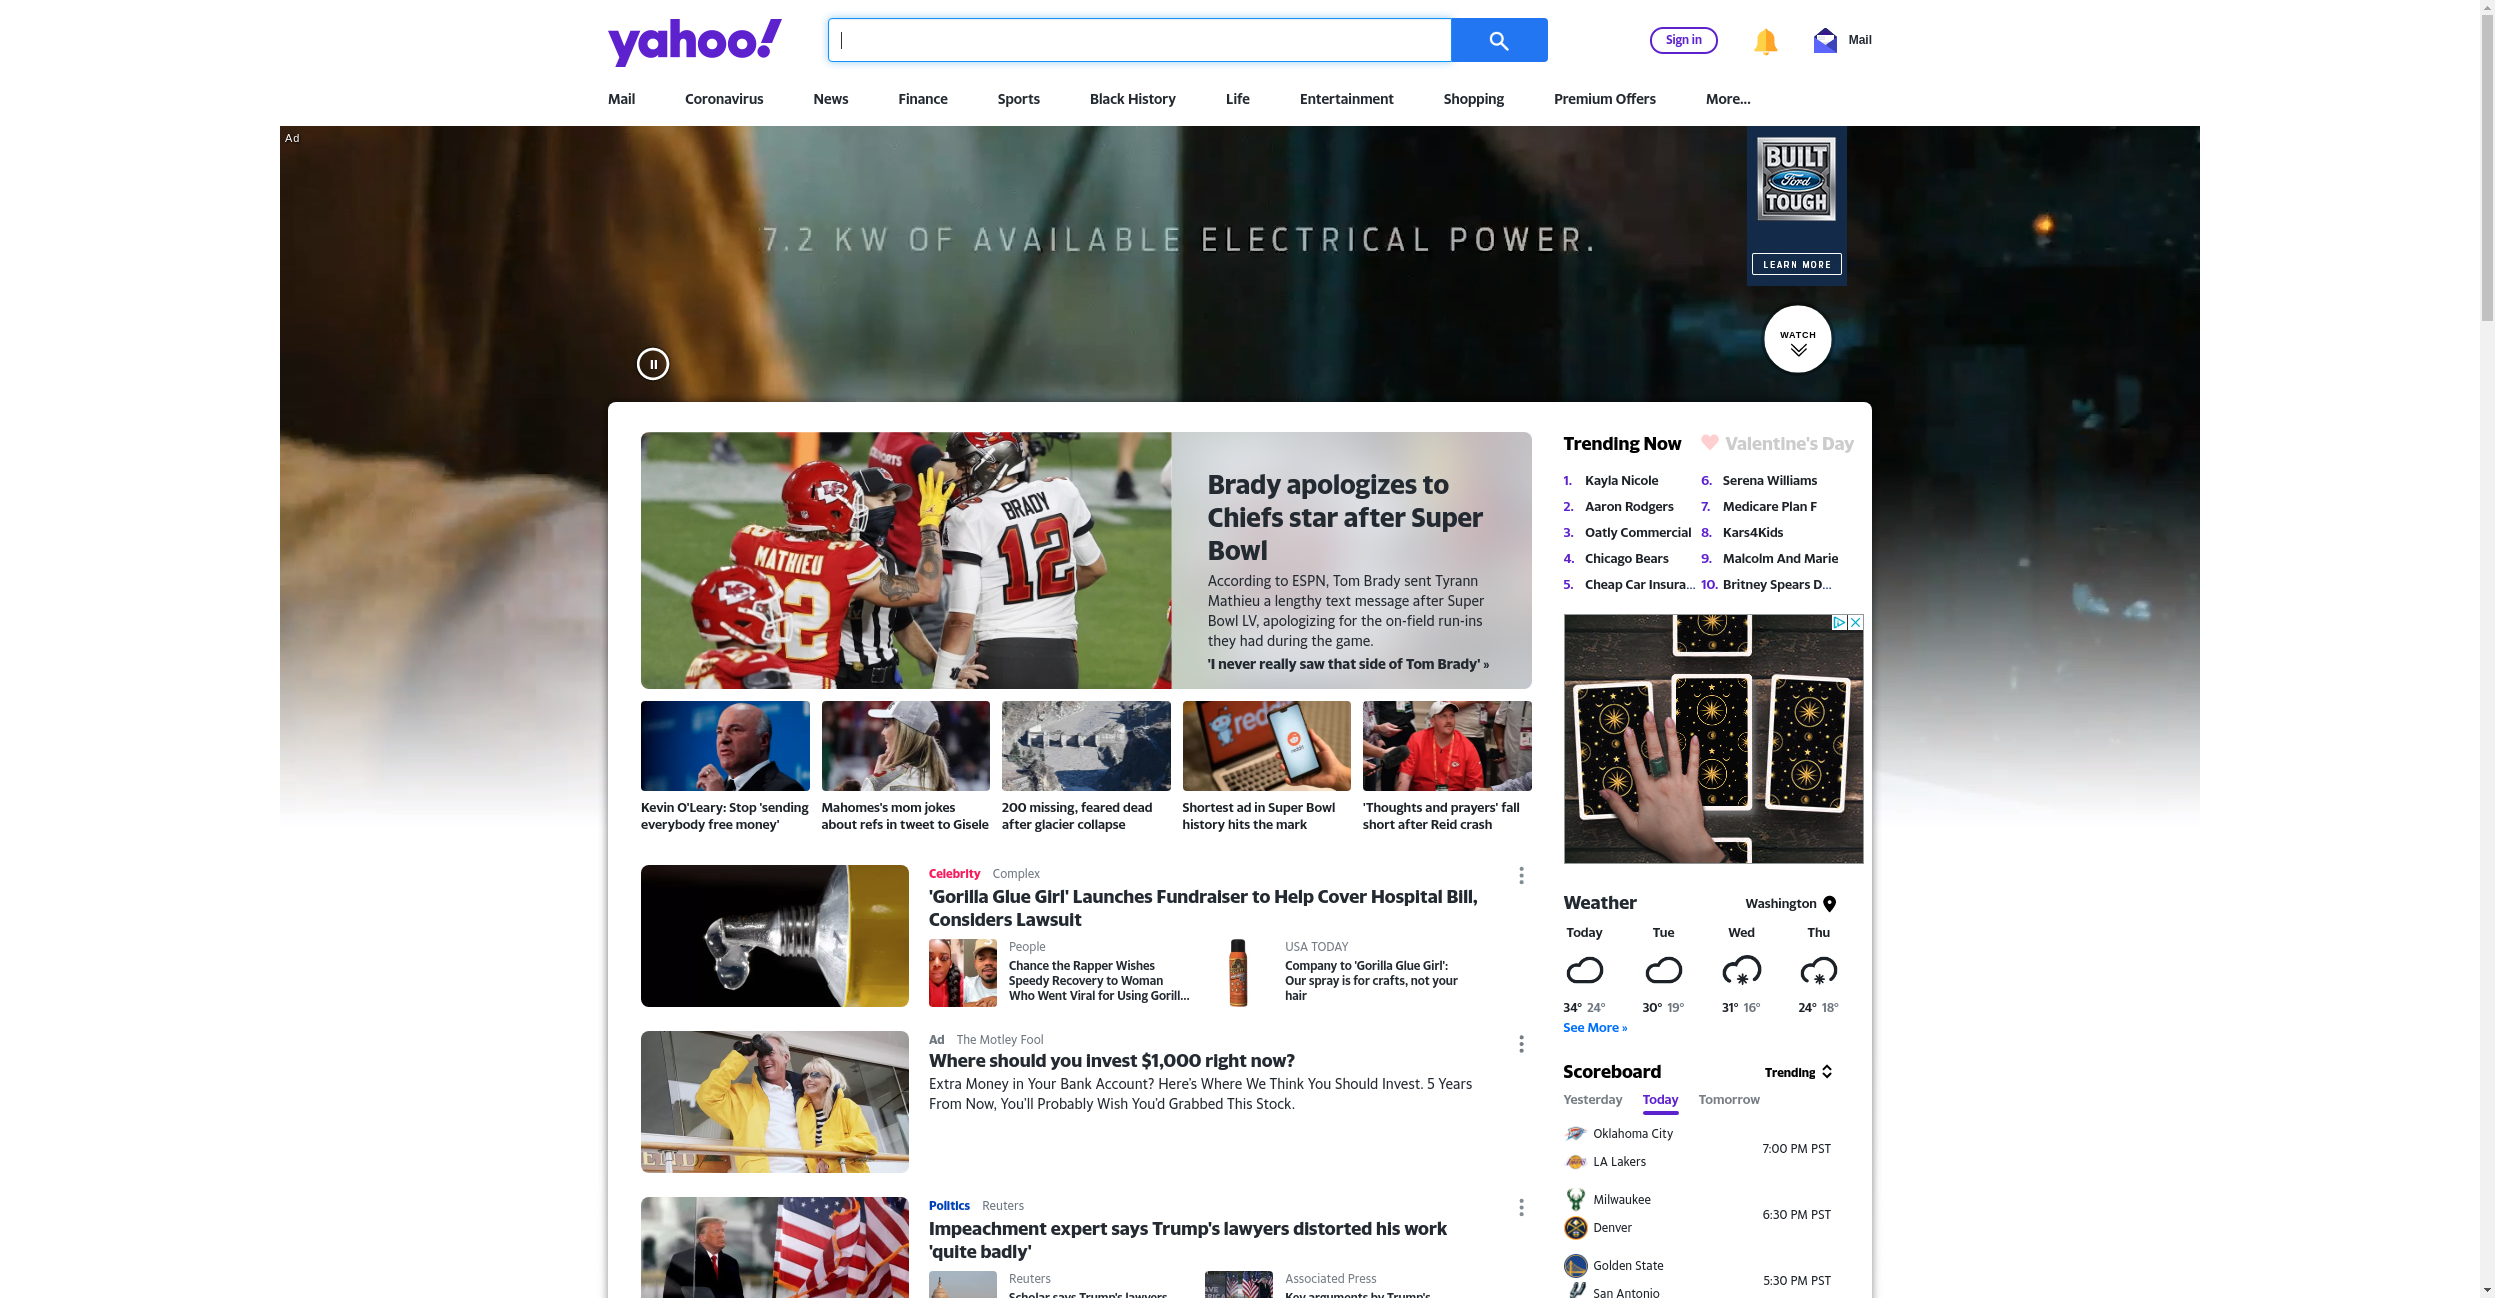 yahoo!
Sign in
Mail
Mail
Coronavirus
News
Finance
Sports
Black History
Life
Entertainment
Shopping
Premium Offers
More...
Ad
7.2 KW OF AVAILABLE ELECTRICAL POWER.
BUILT
Ford
TOUGH
LEARN MORE
WATCH
MATHIEU
BRADY
12
Brady apologizes to
Chiefs star after Super
Bowl
According to ESPN, Tom Brady sent Tyrann
Mathieu a lengthy text message after Super
Bowl LV, apologizing for the on-field run-ins
they had during the game.
'I never really saw that side of Tom Brady' »
Kevin O'Leary: Stop 'sending
everybody free money'
Mahomes's mom jokes
about refs in tweet to Gisele
200 missing, feared dead
after glacier collapse
reddit
Shortest ad in Super Bowl
history hits the mark
'Thoughts and prayers' fall
short after Reid crash
Celebrity
Complex
'Gorilla Glue Girl' Launches Fundraiser to Help Cover Hospital Bill,
Considers Lawsuit
People
Chance the Rapper Wishes
Speedy Recovery to Woman
Who Went Viral for Using Gorill...
USA TODAY
Company to 'Gorilla Glue Girl':
Our spray is for crafts, not your
hair
Ad
The Motley Fool
Where should you invest $1,000 right now?
Extra Money in Your Bank Account? Here's Where We Think You Should Invest. 5 Years
From Now, You'll Probably Wish You'd Grabbed This Stock.
Politics
Reuters
Impeachment expert says Trump's lawyers distorted his work
'quite badly'
Reuters
Scholar says Trump's lawyers
Associated Press
Key arguments by Trump's
Trending Now
Valentine's Day
1. Kayla Nicole
2. Aaron Rodgers
3. Oatly Commercial
4. Chicago Bears
5. Cheap Car Insura...
6. Serena Williams
7. Medicare Plan F
8. Kars4Kids
9. Malcolm And Marie
10. Britney Spears D...
Weather
Washington
Today
Tue
Wed
Thu
34° 24°
30° 19°
31° 16°
24° 18°
See More »
Scoreboard
Trending
Yesterday
Today
Tomorrow
Oklahoma City
LA Lakers
7:00 PM PST
Milwaukee
Denver
6:30 PM PST
Golden State
San Antonio
5:30 PM PST